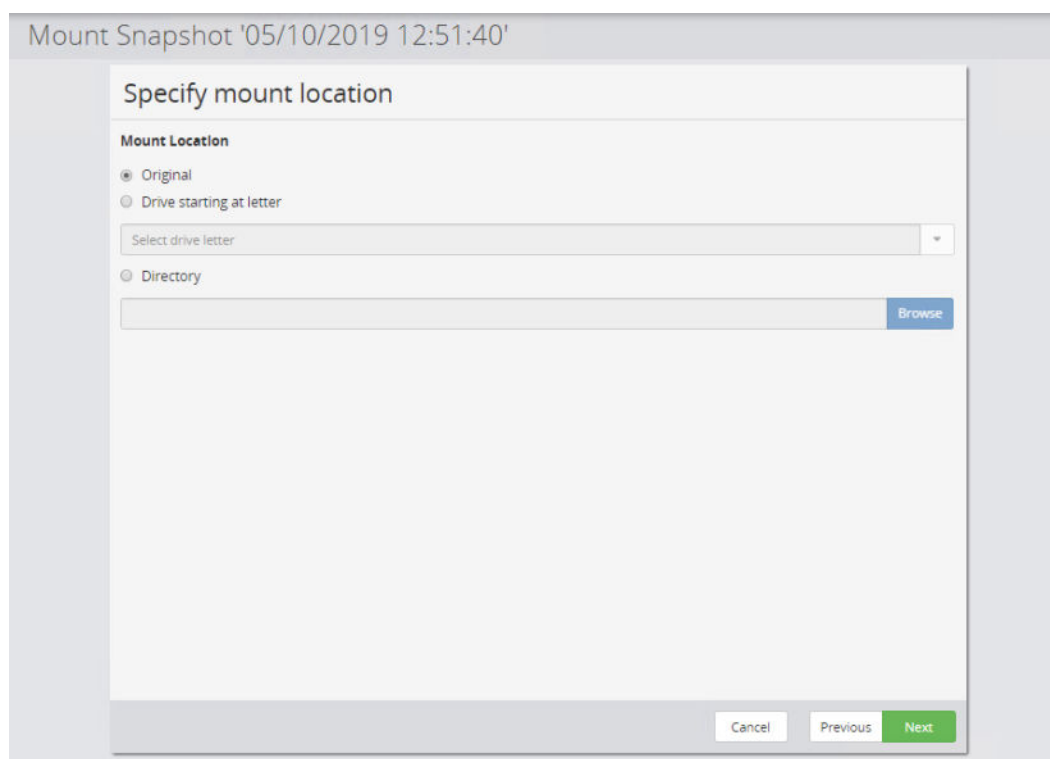 Mount Snapshot '05/10/2019 12:51:40'
Specify mount location
Mount Location
Original
Drive starting at letter
Select drive letter
Directory
Browse
Cancel
Previous
Next